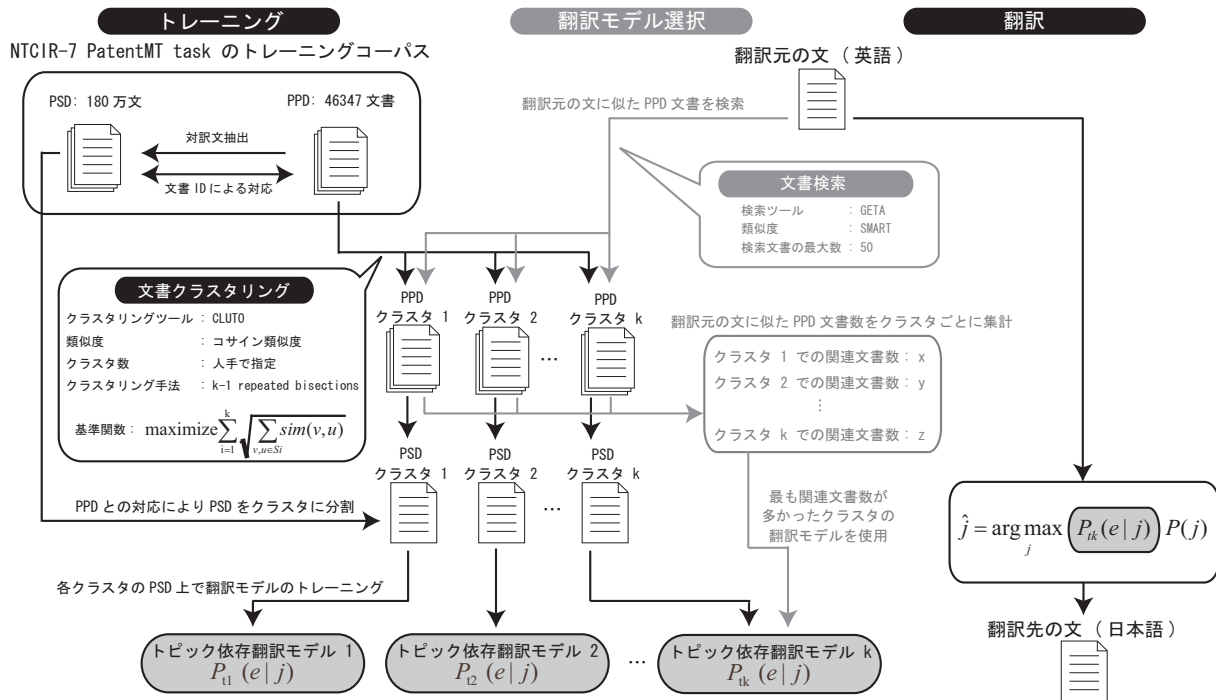 トレーニング
翻訳モデル選択
翻訳
NTCIR-7 PatentMT task のトレーニングコーパス
PSD: 180 万文
PPD: 46347 文書
対訳文抽出
文書 ID による対応
翻訳元の文 ( 英語 )
翻訳元の文に似た PPD 文書を検索
文書検索
検索ツール : GETA
類似度 : SMART
検索文書の最大数 : 50
文書クラスタリング
クラスタリングツール : CLUTO
類似度 : コサイン類似度
クラスタ数 : 人手で指定
クラスタリング手法 : k-1 repeated bisections
基準関数: maximize ∑_{i=1}^{k} √(∑_{v,u∈Si} sim(v,u))
PPD
クラスタ 1
PPD
クラスタ 2
…
PPD
クラスタ k
翻訳元の文に似た PPD 文書数をクラスタごとに集計
クラスタ 1 での関連文書数: x
クラスタ 2 での関連文書数: y
⋮
クラスタ k での関連文書数: z
PSD
クラスタ 1
PSD
クラスタ 2
…
PSD
クラスタ k
PPD との対応により PSD をクラスタに分割
最も関連文書数が
多かったクラスタの
翻訳モデルを使用
ĵ = arg max_j P_{tk}(e | j) P(j)
各クラスタの PSD 上で翻訳モデルのトレーニング
トピック依存翻訳モデル 1
P_{t1} (e | j)
トピック依存翻訳モデル 2
P_{t2} (e | j)
…
トピック依存翻訳モデル k
P_{tk} (e | j)
翻訳先の文 ( 日本語 )